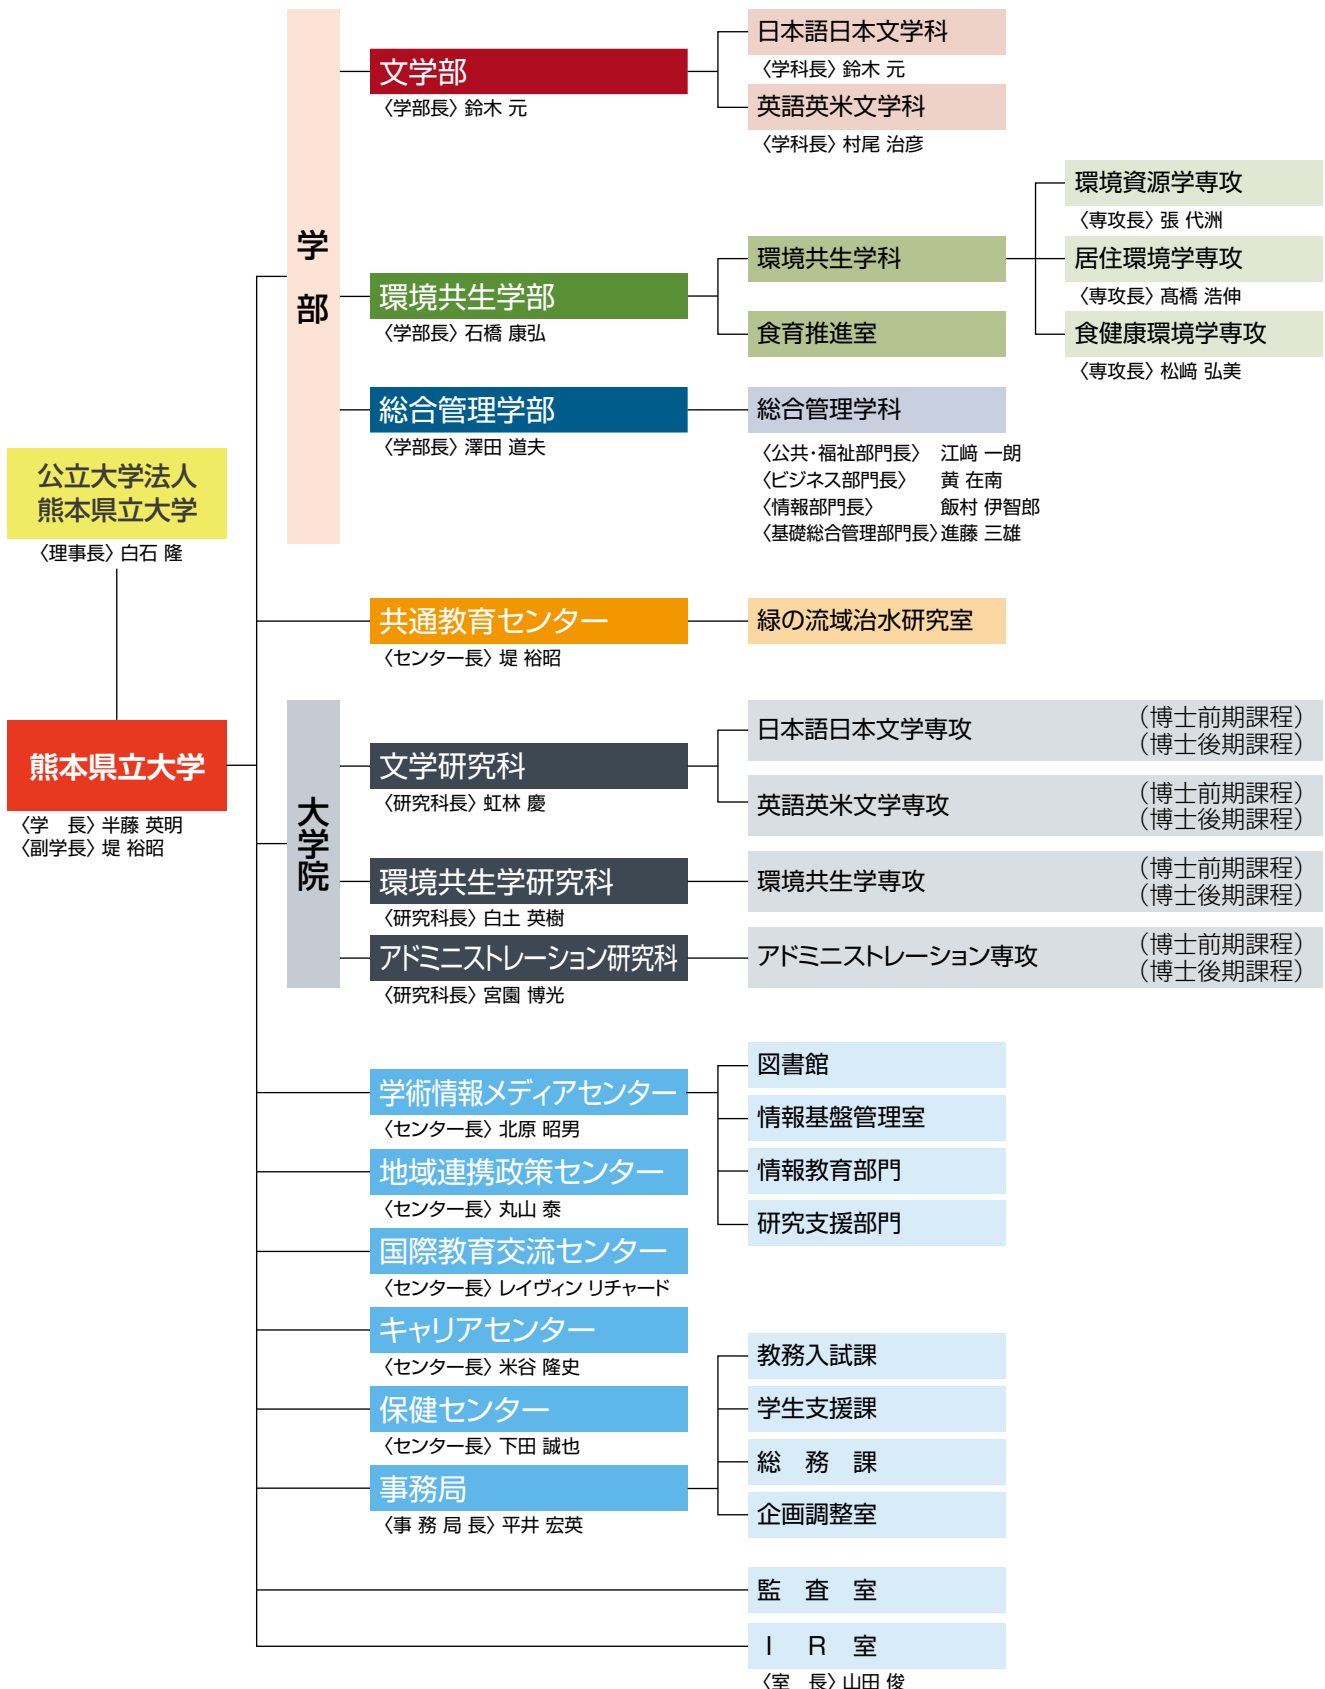 公立大学法人
熊本県立大学
〈理事長〉白石 隆
熊本県立大学
〈学　長〉半藤 英明
〈副学長〉堤 裕昭
学部
文学部
〈学部長〉鈴木 元
日本語日本文学科
〈学科長〉鈴木 元
英語英米文学科
〈学科長〉村尾 治彦
環境共生学部
〈学部長〉石橋 康弘
環境共生学科
環境資源学専攻
〈専攻長〉張 代洲
居住環境学専攻
〈専攻長〉髙橋 浩伸
食健康環境学専攻
〈専攻長〉松﨑 弘美
食育推進室
総合管理学部
〈学部長〉澤田 道夫
総合管理学科
〈公共・福祉部門長〉 江﨑 一朗
〈ビジネス部門長〉 黄 在南
〈情報部門長〉 飯村 伊智郎
〈基礎総合管理部門長〉進藤 三雄
共通教育センター
〈センター長〉堤 裕昭
緑の流域治水研究室
大学院
文学研究科
〈研究科長〉虹林 慶
日本語日本文学専攻
（博士前期課程）
（博士後期課程）
英語英米文学専攻
（博士前期課程）
（博士後期課程）
環境共生学研究科
〈研究科長〉白土 英樹
環境共生学専攻
（博士前期課程）
（博士後期課程）
アドミニストレーション研究科
〈研究科長〉宮園 博光
アドミニストレーション専攻
（博士前期課程）
（博士後期課程）
学術情報メディアセンター
〈センター長〉北原 昭男
図書館
情報基盤管理室
情報教育部門
研究支援部門
地域連携政策センター
〈センター長〉丸山 泰
国際教育交流センター
〈センター長〉レイヴィン リチャード
キャリアセンター
〈センター長〉米谷 隆史
保健センター
〈センター長〉下田 誠也
事務局
〈事 務 局 長〉平井 宏英
教務入試課
学生支援課
総　務　課
企画調整室
監　査　室
I　R　室
〈室　長〉山田 俊